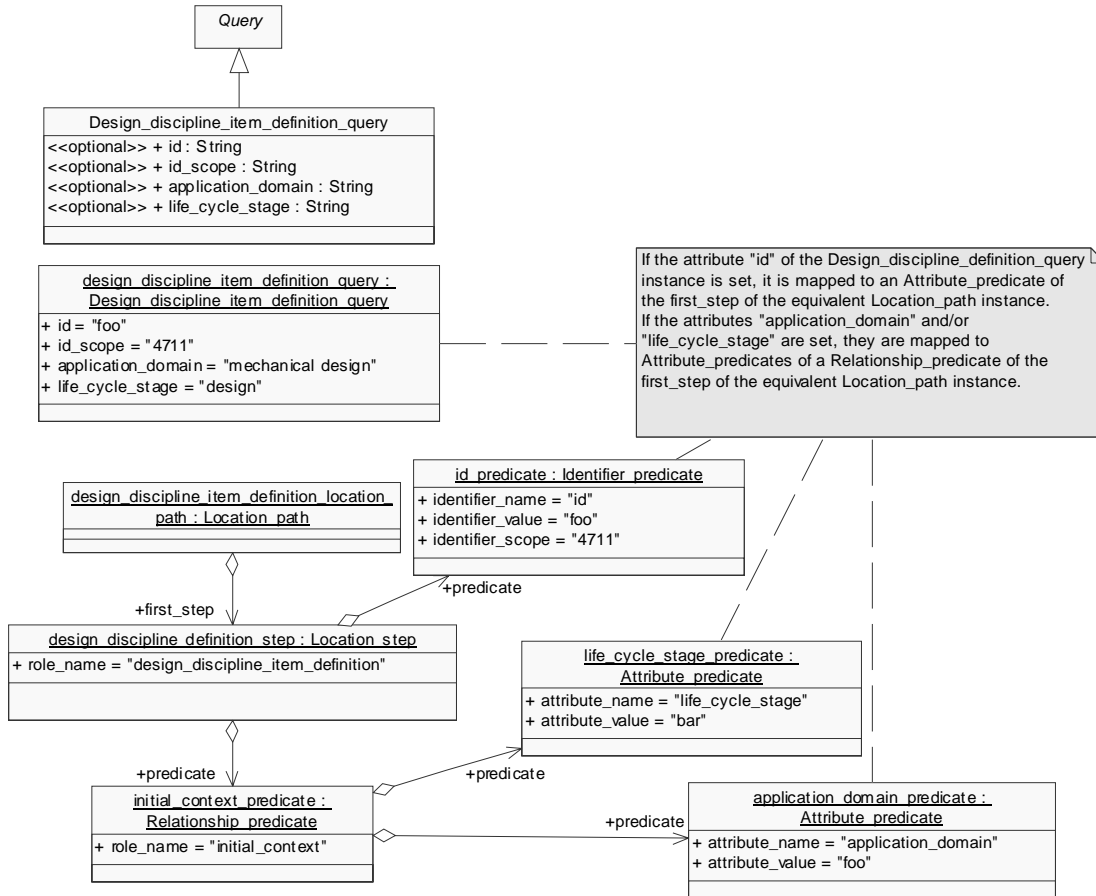 Query
Design_discipline_item_definition_query
<<optional>> + id : String
<<optional>> + id_scope : String
<<optional>> + application_domain : String
<<optional>> + life_cycle_stage : String
design_discipline_item_definition_query :
Design_discipline_item_definition_query
+ id = "foo"
+ id_scope = "4711"
+ application_domain = "mechanical design"
+ life_cycle_stage = "design"
If the attribute "id" of the Design_discipline_definition_query
instance is set, it is mapped to an Attribute_predicate of
the first_step of the equivalent Location_path instance.
If the attributes "application_domain" and/or
"life_cycle_stage" are set, they are mapped to
Attribute_predicates of a Relationship_predicate of the
first_step of the equivalent Location_path instance.
id_predicate : Identifier_predicate
+ identifier_name = "id"
+ identifier_value = "foo"
+ identifier_scope = "4711"
design_discipline_item_definition_location_
path : Location_path
+predicate
+first_step
design_discipline_definition_step : Location_step
+ role_name = "design_discipline_item_definition"
life_cycle_stage_predicate :
Attribute_predicate
+ attribute_name = "life_cycle_stage"
+ attribute_value = "bar"
+predicate
+predicate
initial_context_predicate :
Relationship_predicate
+ role_name = "initial_context"
+predicate
application_domain_predicate :
Attribute_predicate
+ attribute_name = "application_domain"
+ attribute_value = "foo"